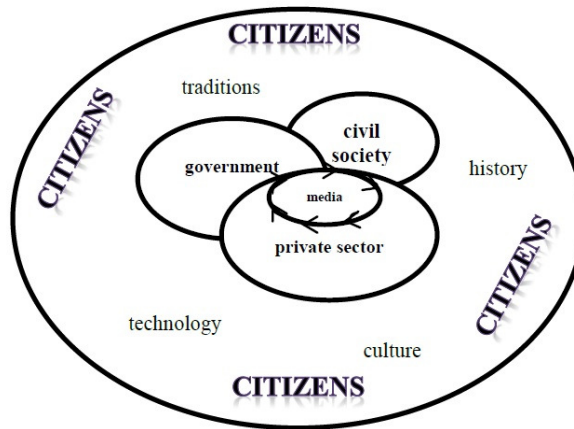 CITIZENS
traditions
CITIZENS
civil
society
government
history
media
private sector
CITIZENS
technology
culture
CITIZENS